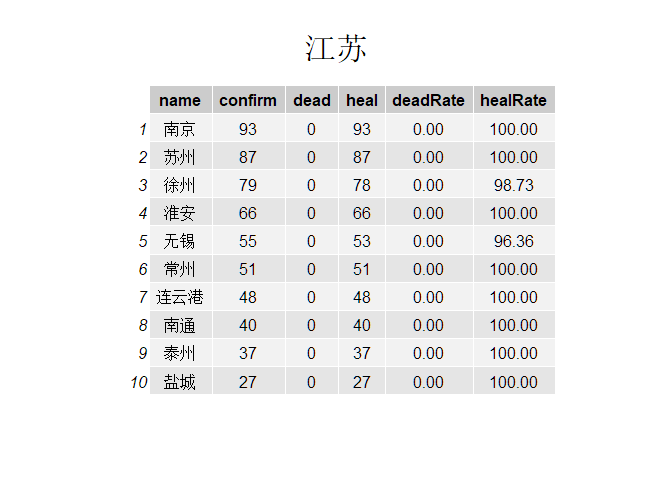 江苏
name confirm dead heal deadRate healRate
1 南京 93 0 93 0.00 100.00
2 苏州 87 0 87 0.00 100.00
3 徐州 79 0 78 0.00 98.73
4 淮安 66 0 66 0.00 100.00
5 无锡 55 0 53 0.00 96.36
6 常州 51 0 51 0.00 100.00
7 连云港 48 0 48 0.00 100.00
8 南通 40 0 40 0.00 100.00
9 泰州 37 0 37 0.00 100.00
10 盐城 27 0 27 0.00 100.00